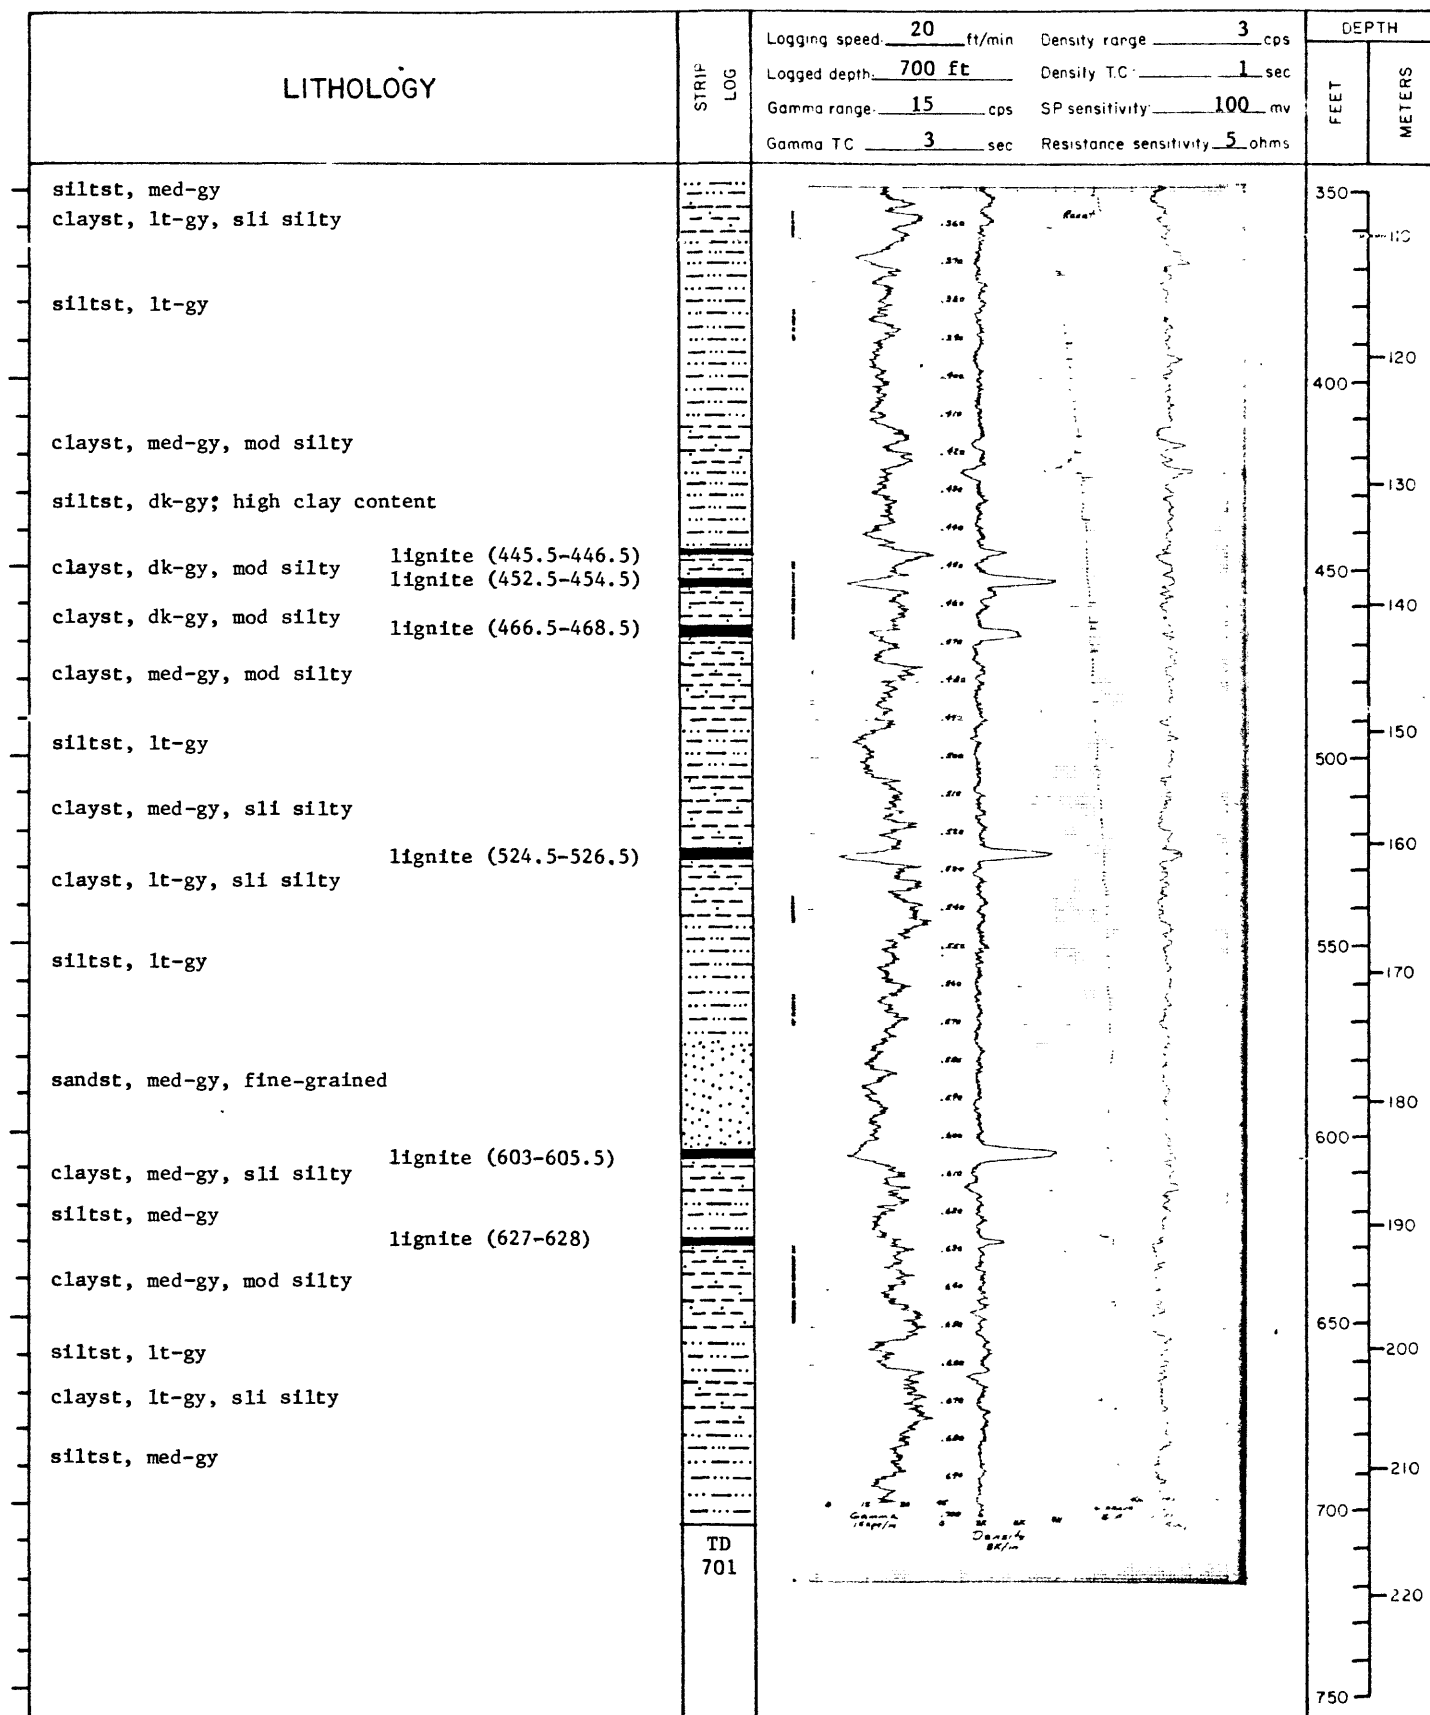 LITHOLOGY
STRIP LOG
Logging speed: 20 ft/min Density range 3 cps
Logged depth: 700 ft Density T.C. 1 sec
Gamma range: 15 cps SP sensitivity: 100 mv
Gamma TC 3 sec Resistance sensitivity 5 ohms
DEPTH
FEET
METERS
siltst, med-gy
clayst, lt-gy, sli silty
siltst, lt-gy
clayst, med-gy, mod silty
siltst, dk-gy; high clay content
lignite (445.5-446.5)
clayst, dk-gy, mod silty
lignite (452.5-454.5)
clayst, dk-gy, mod silty
lignite (466.5-468.5)
clayst, med-gy, mod silty
siltst, lt-gy
clayst, med-gy, sli silty
lignite (524.5-526.5)
clayst, lt-gy, sli silty
siltst, lt-gy
sandst, med-gy, fine-grained
lignite (603-605.5)
clayst, med-gy, sli silty
siltst, med-gy
lignite (627-628)
clayst, med-gy, mod silty
siltst, lt-gy
clayst, lt-gy, sli silty
siltst, med-gy
TD
701
Gamma
Density
8K/in
350
400
450
500
550
600
650
700
750
110
120
130
140
150
160
170
180
190
200
210
220